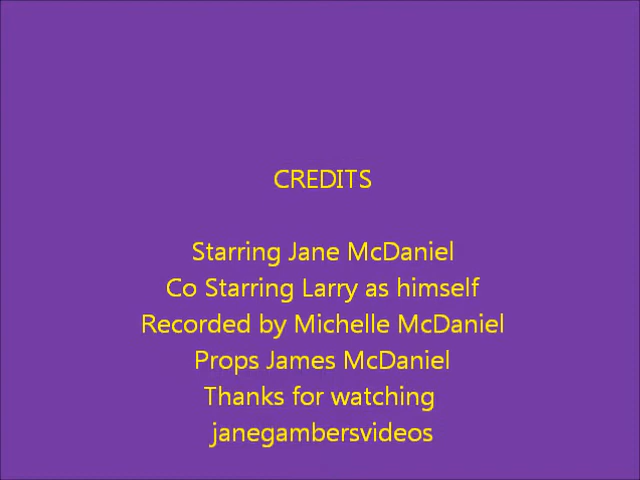 CREDITS
Starring Jane McDaniel
Co Starring Larry as himself
Recorded by Michelle McDaniel
Props James McDaniel
Thanks for watching
janegambersvideos